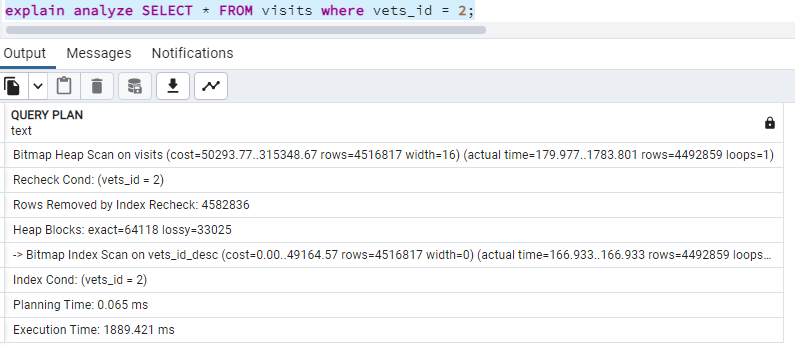 explain analyze SELECT * FROM visits where vets_id = 2;
Output Messages Notifications
QUERY PLAN
text
Bitmap Heap Scan on visits (cost=50293.77..315348.67 rows=4516817 width=16) (actual time=179.977..1783.801 rows=4492859 loops=1)
Recheck Cond: (vets_id = 2)
Rows Removed by Index Recheck: 4582836
Heap Blocks: exact=64118 lossy=33025
-> Bitmap Index Scan on vets_id_desc (cost=0.00..49164.57 rows=4516817 width=0) (actual time=166.933..166.933 rows=4492859 loops...
Index Cond: (vets_id = 2)
Planning Time: 0.065 ms
Execution Time: 1889.421 ms